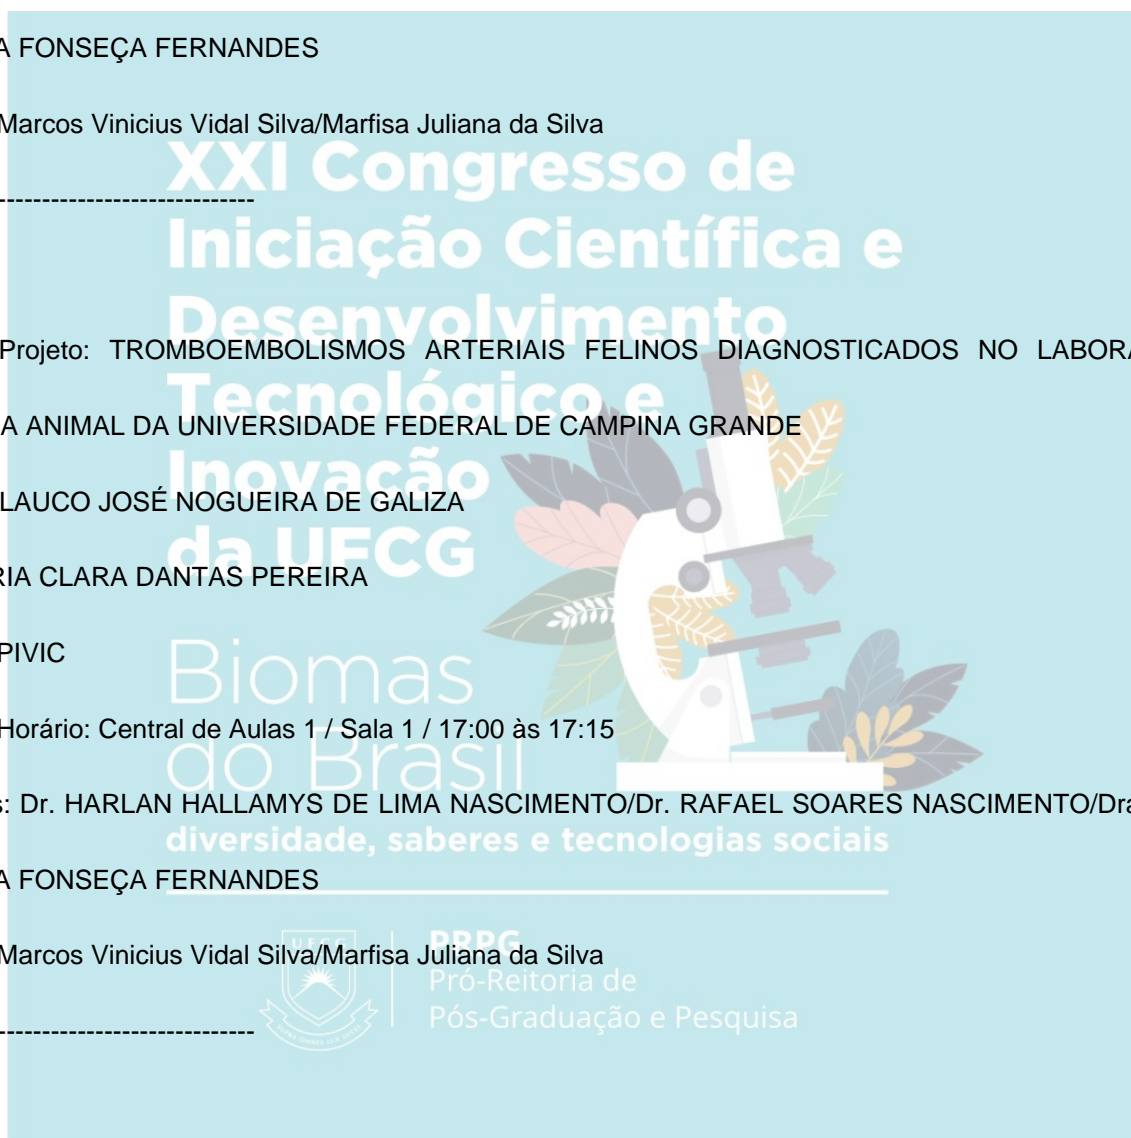 A FONSEÇA FERNANDES
Marcos Vinicius Vidal Silva/Marfisa Juliana da Silva
XXI Congresso de
-----------------------------
Iniciação Científica e
Desenvolvimento
Projeto: TROMBOEMBOLISMOS ARTERIAIS FELINOS DIAGNOSTICADOS NO LABORA
Tecnológico e
A ANIMAL DA UNIVERSIDADE FEDERAL DE CAMPINA GRANDE
Inovação
LAUCO JOSÉ NOGUEIRA DE GALIZA
da UFCG
RIA CLARA DANTAS PEREIRA
PIVIC
Biomas
Horário: Central de Aulas 1 / Sala 1 / 17:00 às 17:15
do Brasil
s: Dr. HARLAN HALLAMYS DE LIMA NASCIMENTO/Dr. RAFAEL SOARES NASCIMENTO/Dra
diversidade, saberes e tecnologias sociais
A FONSEÇA FERNANDES
UFCG
PRPG
Marcos Vinicius Vidal Silva/Marfisa Juliana da Silva
Pró-Reitoria de
Pós-Graduação e Pesquisa
-----------------------------